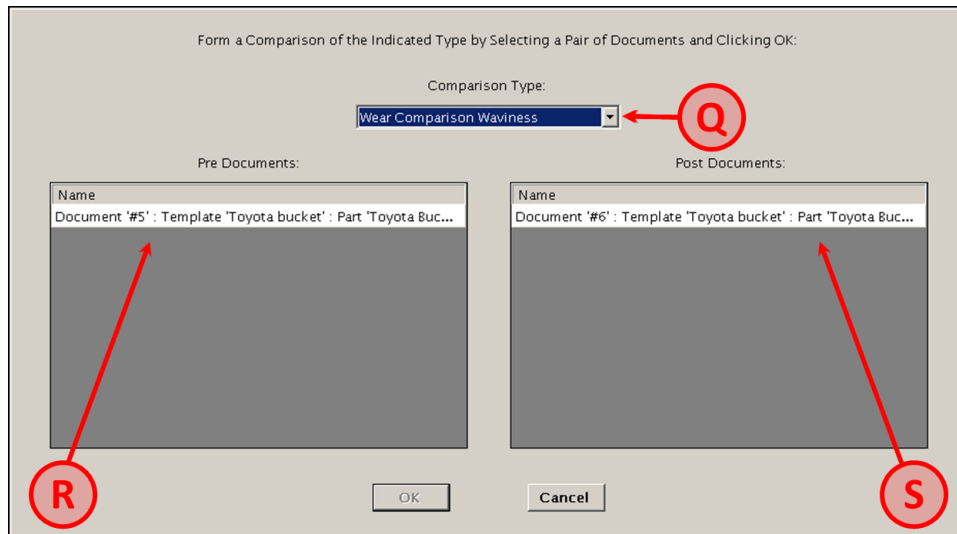 Form a Comparison of the Indicated Type by Selecting a Pair of Documents and Clicking OK:
Comparison Type:
Wear Comparison Waviness
Q
Pre Documents:
Post Documents:
Name
Name
Document '#5' : Template 'Toyota bucket' : Part 'Toyota Buc...
Document '#6' : Template 'Toyota bucket' : Part 'Toyota Buc...
R
S
OK
Cancel